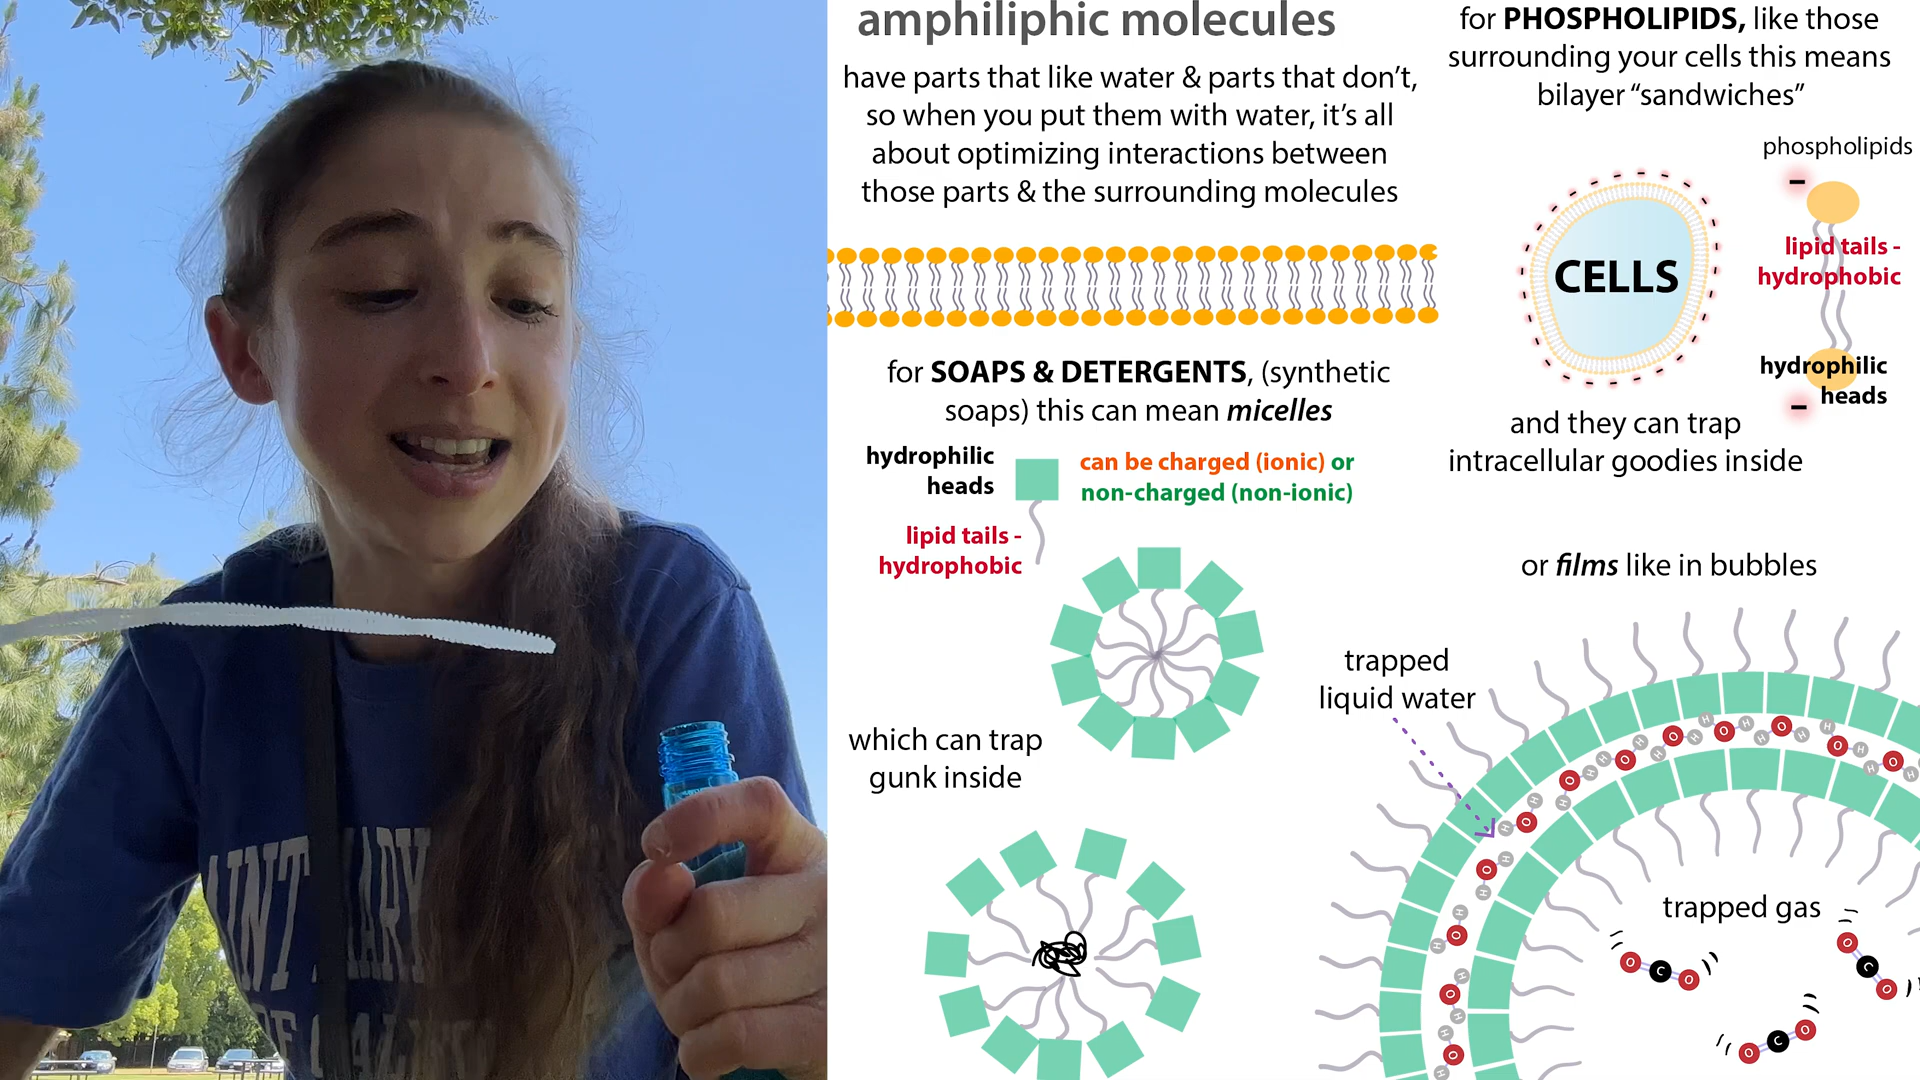 amphiliphic molecules
have parts that like water & parts that don't,
so when you put them with water, it's all
about optimizing interactions between
those parts & the surrounding molecules
for SOAPS & DETERGENTS, (synthetic
soaps) this can mean micelles
hydrophilic
heads
can be charged (ionic) or
non-charged (non-ionic)
lipid tails -
hydrophobic
which can trap
gunk inside
for PHOSPHOLIPIDS, like those
surrounding your cells this means
bilayer “sandwiches”
phospholipids
CELLS
lipid tails -
hydrophobic
hydrophilic
heads
and they can trap
intracellular goodies inside
or films like in bubbles
trapped
liquid water
trapped gas
O C O
O C O
O C O